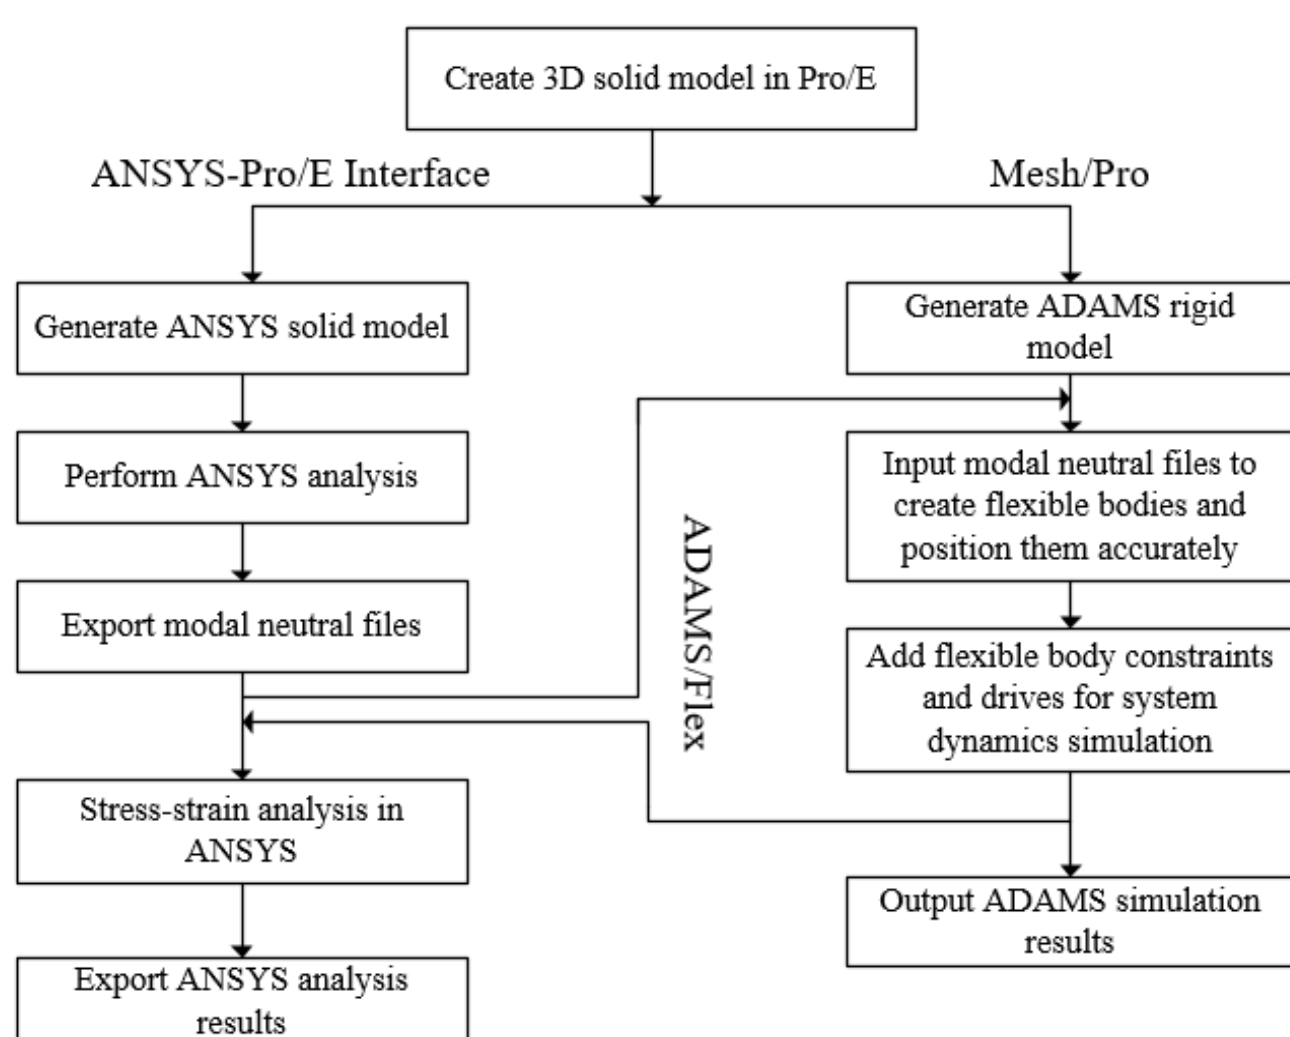 Create 3D solid model in Pro/E
ANSYS-Pro/E Interface
Mesh/Pro
Generate ANSYS solid model
Generate ADAMS rigid
model
Perform ANSYS analysis
Input modal neutral files to
create flexible bodies and
position them accurately
ADAMS/Flex
Export modal neutral files
Add flexible body constraints
and drives for system
dynamics simulation
Stress-strain analysis in
ANSYS
Output ADAMS simulation
results
Export ANSYS analysis
results